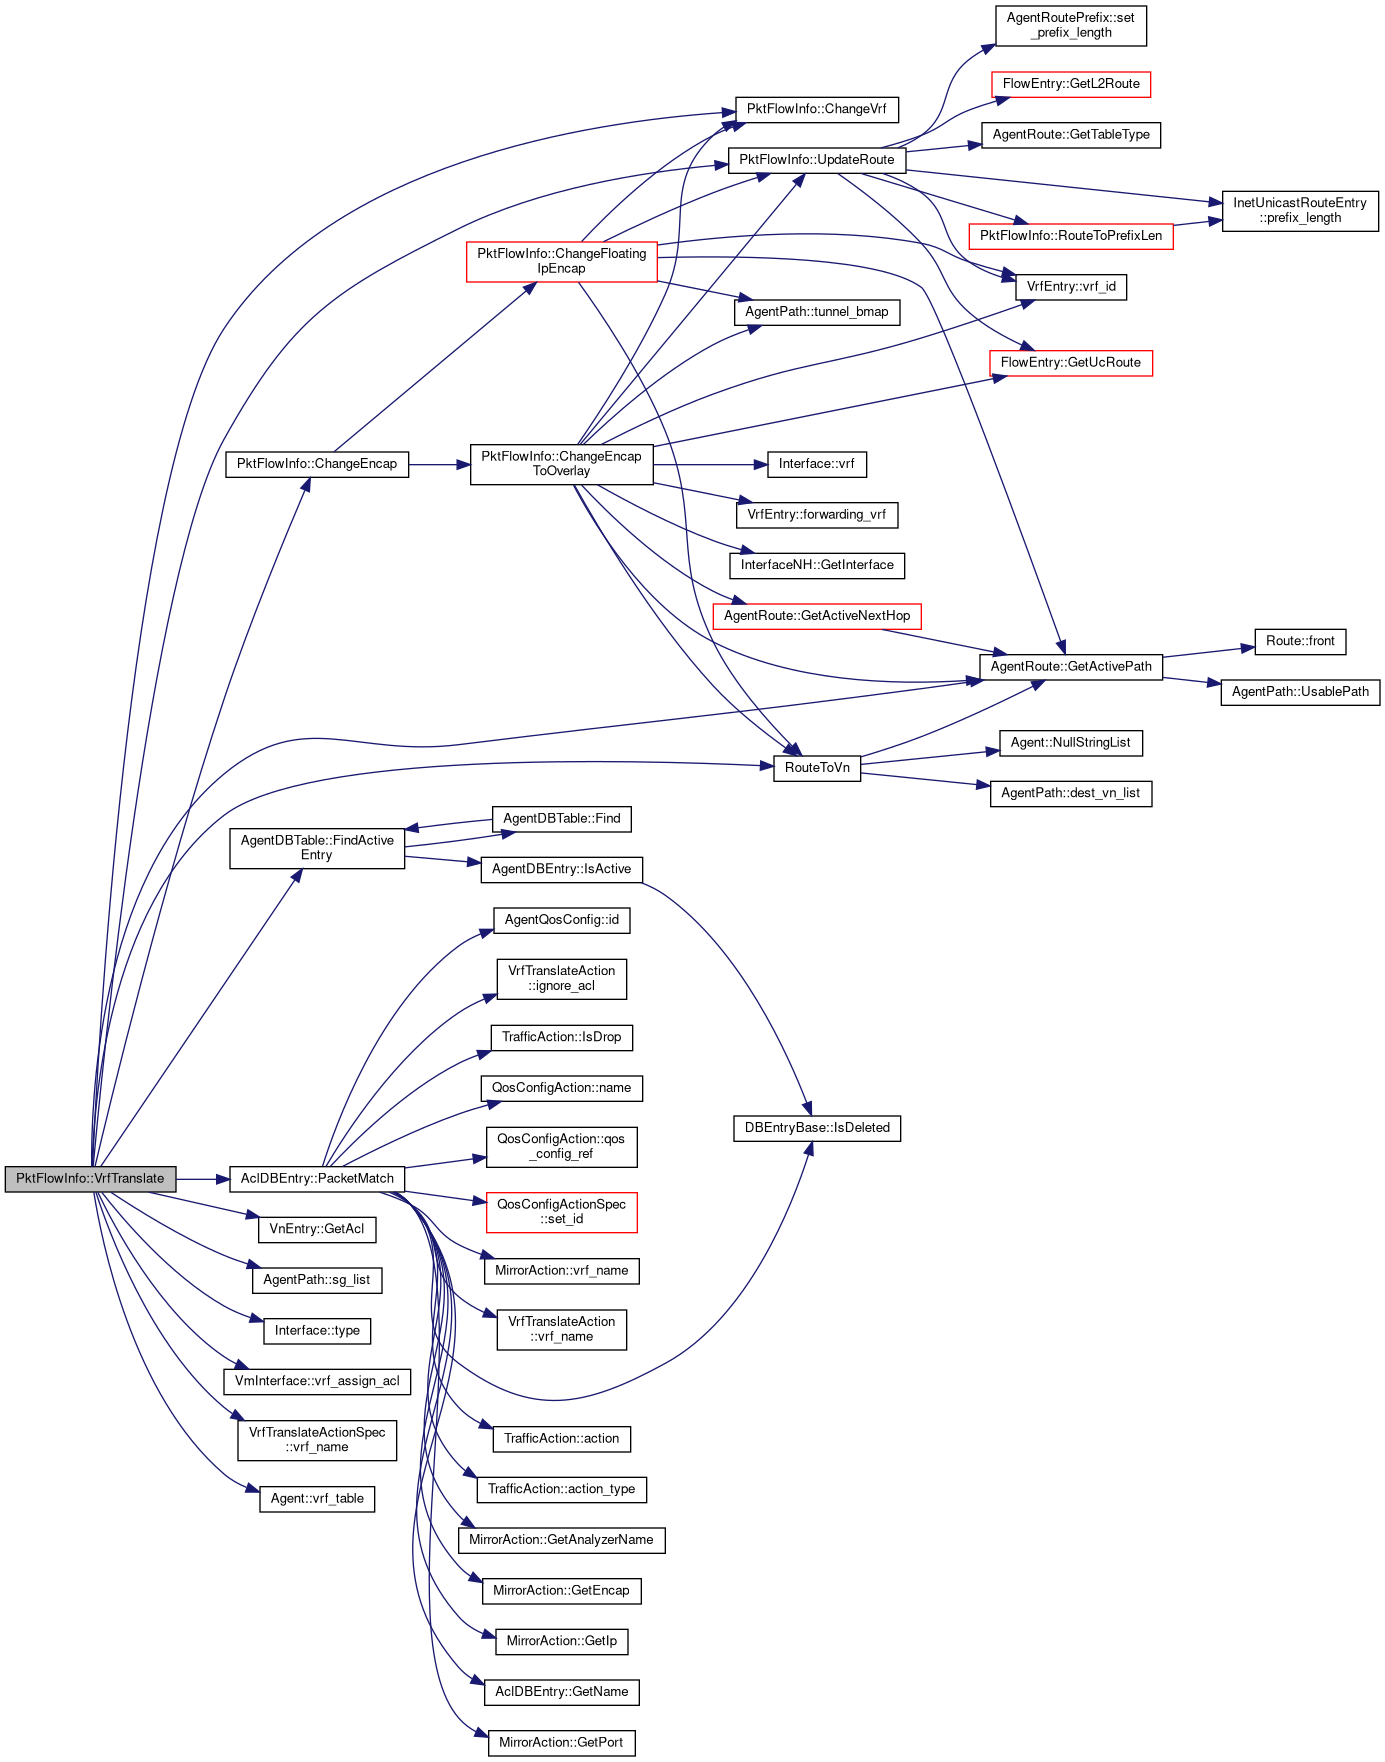 AgentRoutePrefix::set
_prefix_length
FlowEntry::GetL2Route
PktFlowInfo::ChangeVrf
AgentRoute::GetTableType
PktFlowInfo::UpdateRoute
InetUnicastRouteEntry
::prefix_length
PktFlowInfo::RouteToPrefixLen
PktFlowInfo::ChangeFloating
IpEncap
VrfEntry::vrf_id
AgentPath::tunnel_bmap
FlowEntry::GetUcRoute
PktFlowInfo::ChangeEncap
PktFlowInfo::ChangeEncap
ToOverlay
Interface::vrf
VrfEntry::forwarding_vrf
InterfaceNH::GetInterface
AgentRoute::GetActiveNextHop
Route::front
AgentRoute::GetActivePath
AgentPath::UsablePath
Agent::NullStringList
RouteToVn
AgentPath::dest_vn_list
AgentDBTable::Find
AgentDBTable::FindActive
Entry
AgentDBEntry::IsActive
AgentQosConfig::id
VrfTranslateAction
::ignore_acl
TrafficAction::IsDrop
QosConfigAction::name
DBEntryBase::IsDeleted
QosConfigAction::qos
_config_ref
PktFlowInfo::VrfTranslate
AclDBEntry::PacketMatch
QosConfigActionSpec
::set_id
VnEntry::GetAcl
MirrorAction::vrf_name
AgentPath::sg_list
VrfTranslateAction
::vrf_name
Interface::type
VmInterface::vrf_assign_acl
VrfTranslateActionSpec
::vrf_name
TrafficAction::action
TrafficAction::action_type
Agent::vrf_table
MirrorAction::GetAnalyzerName
MirrorAction::GetEncap
MirrorAction::GetIp
AclDBEntry::GetName
MirrorAction::GetPort